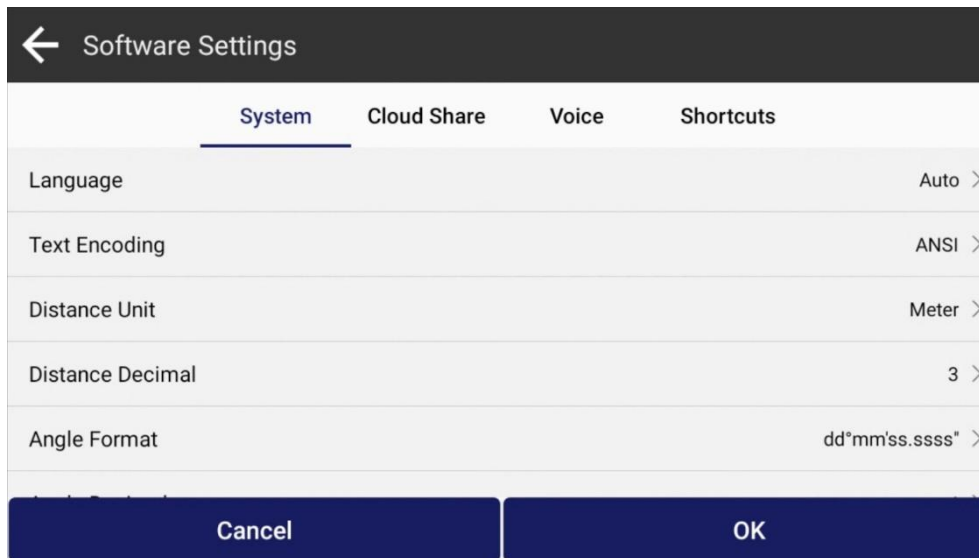 Software Settings
System Cloud Share Voice Shortcuts
Language Auto
Text Encoding ANSI
Distance Unit Meter
Distance Decimal 3
Angle Format dd°mm'ss.ssss"
Cancel OK